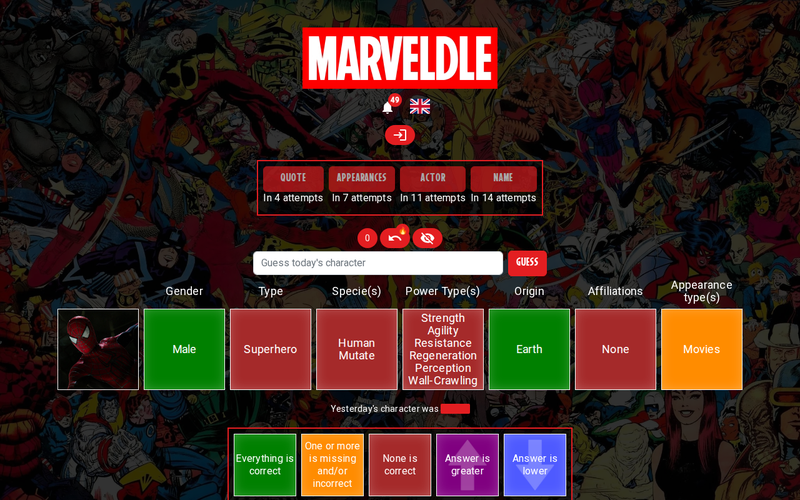 MARVELDLE
49
QUOTE APPEARANCES ACTOR NAME
In 4 attempts In 7 attempts In 11 attempts In 14 attempts
0
Guess today's character GUESS
Gender Type Specie(s) Power Type(s) Origin Affiliations Appearance
type(s)
Male
Superhero
Human
Mutate
Strength
Agility
Resistance
Regeneration
Perception
Wall-Crawling
Earth
None
Movies
Yesterday's character was
Everything is
correct
One or more
is missing
and/or
incorrect
None is
correct
Answer is
greater
Answer is
lower